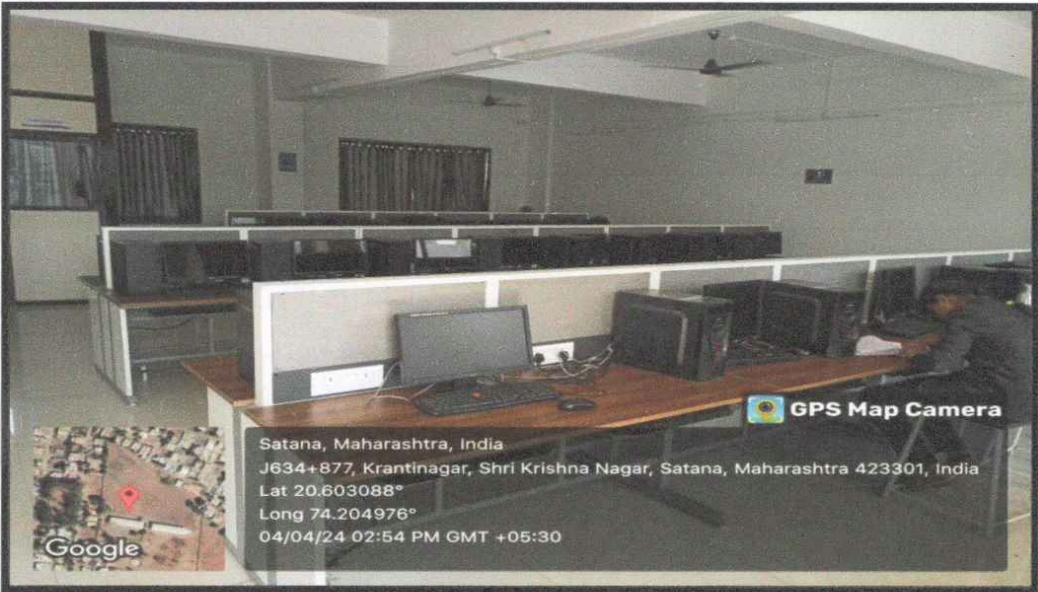 GPS Map Camera
Satana, Maharashtra, India
J634+877, Krantinagar, Shri Krishna Nagar, Satana, Maharashtra 423301, India
Lat 20.603088°
Long 74.204976°
04/04/24 02:54 PM GMT +05:30
Google